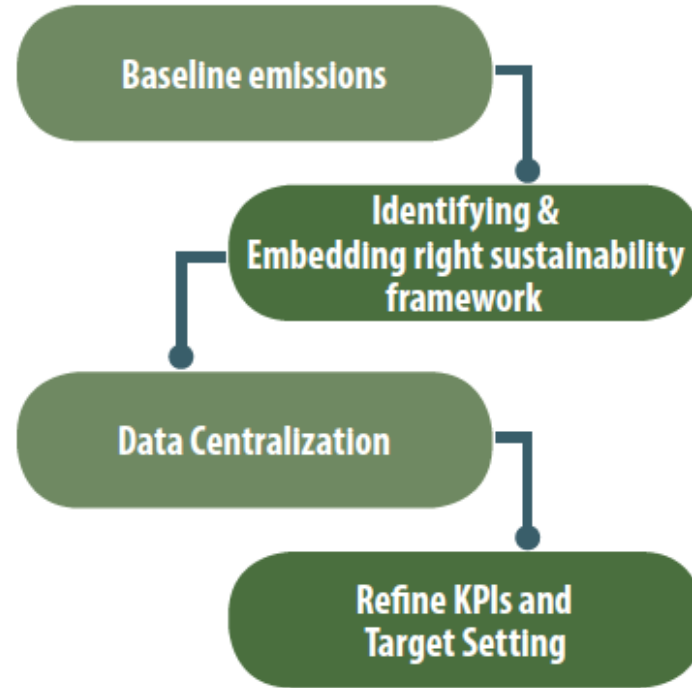 Baseline emissions
Identifying &
Embedding right sustainability
framework
Data Centralization
Refine KPIs and
Target Setting